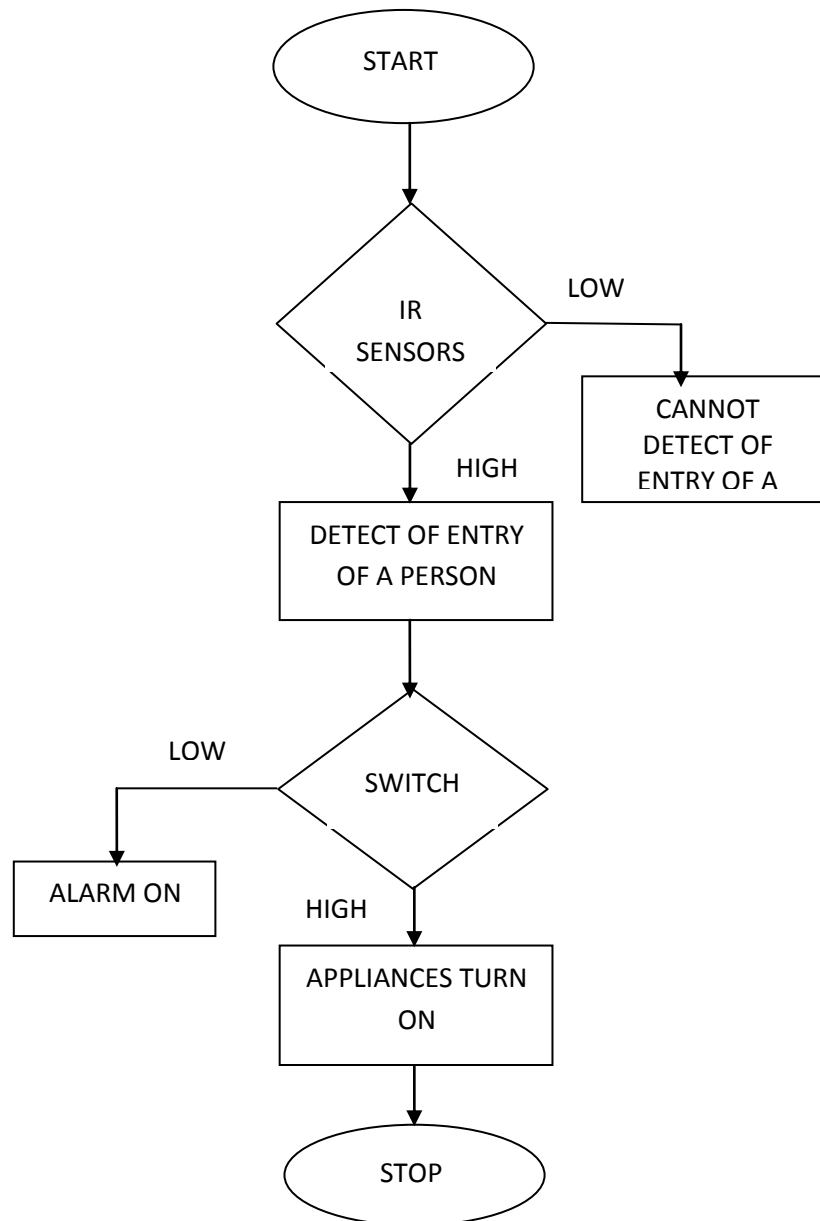 START
LOW
IR
SENSORS
CANNOT
DETECT OF
ENTRY OF A
HIGH
DETECT OF ENTRY
OF A PERSON
LOW
SWITCH
ALARM ON
HIGH
APPLIANCES TURN
ON
STOP